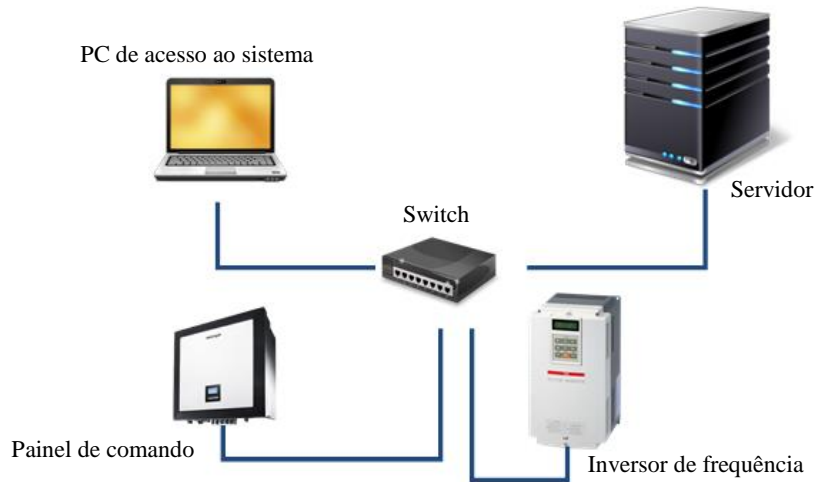 PC de acesso ao sistema
Servidor
Switch
Painel de comando
Inversor de frequência